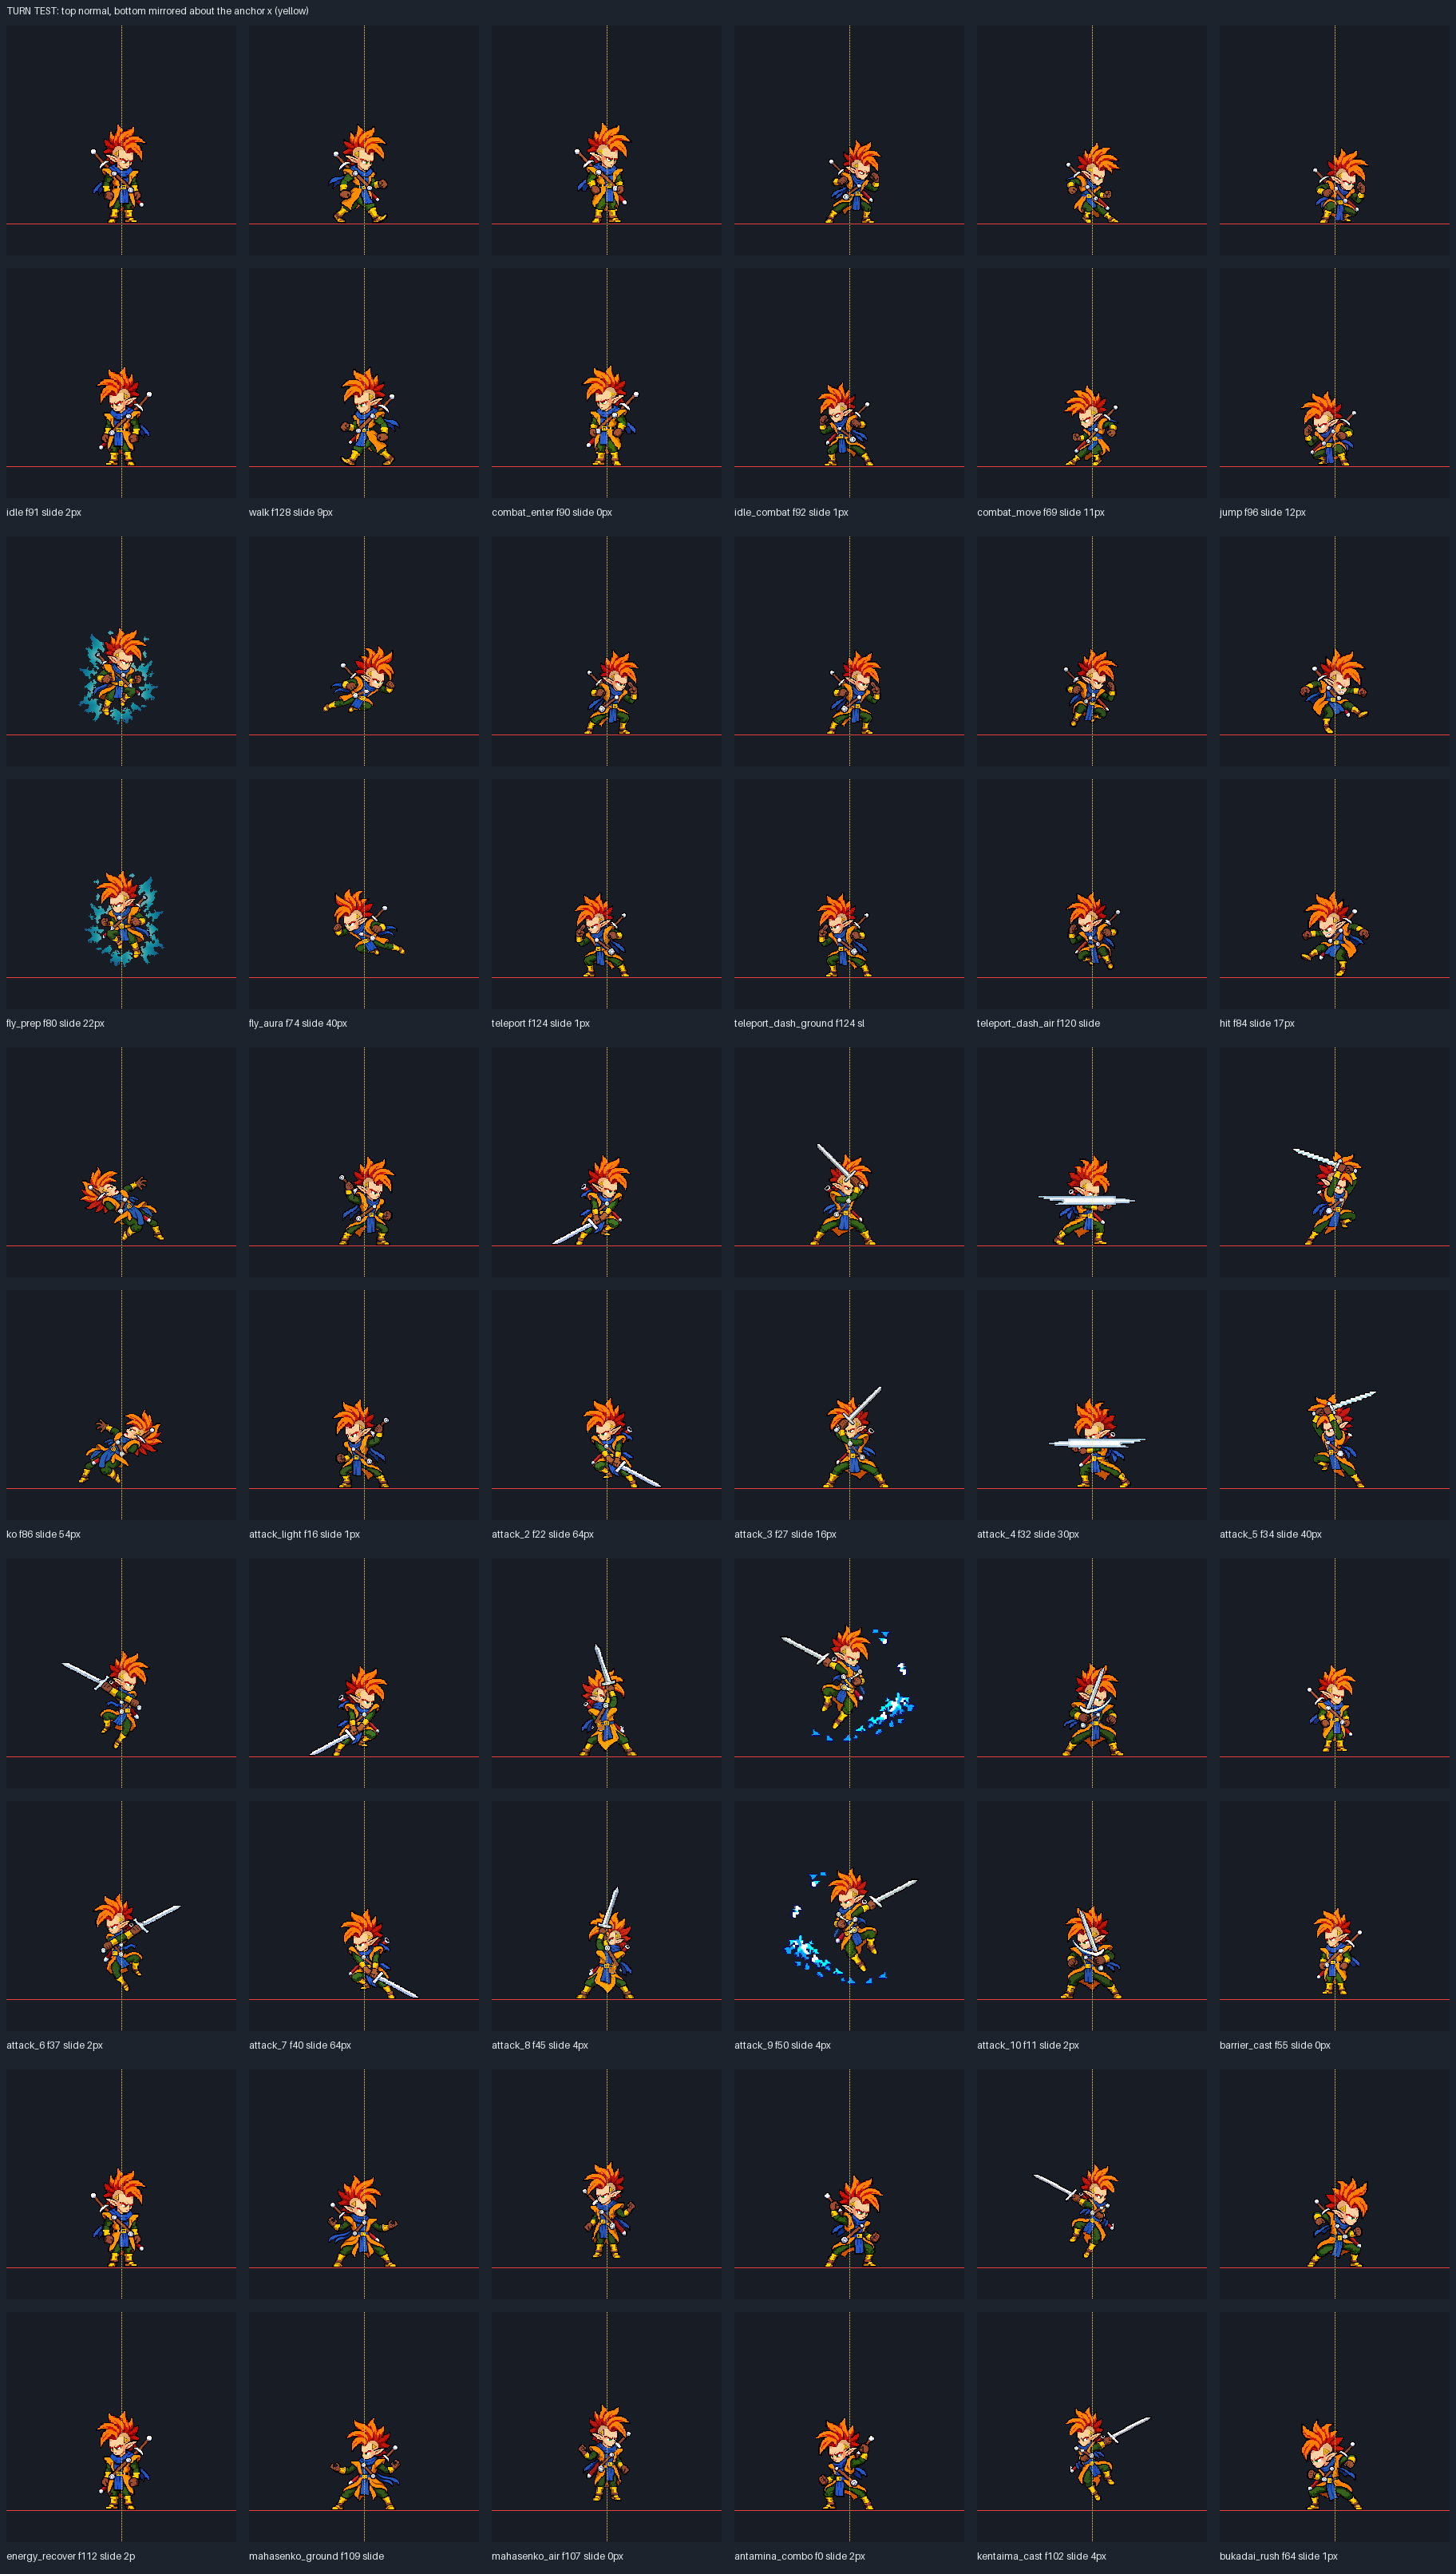 TURN TEST: top normal, bottom mirrored about the anchor x (yellow)
idle f91 slide 2px
walk f128 slide 9px
combat_enter f90 slide 0px
idle_combat f92 slide 1px
combat_move f69 slide 11px
jump f96 slide 12px
fly_prep f80 slide 22px
fly_aura f74 slide 40px
teleport f124 slide 1px
teleport_dash_ground f124 sl
teleport_dash_air f120 slide
hit f84 slide 17px
ko f86 slide 54px
attack_light f16 slide 1px
attack_2 f22 slide 64px
attack_3 f27 slide 16px
attack_4 f32 slide 30px
attack_5 f34 slide 40px
attack_6 f37 slide 2px
attack_7 f40 slide 64px
attack_8 f45 slide 4px
attack_9 f50 slide 4px
attack_10 f11 slide 2px
barrier_cast f55 slide 0px
energy_recover f112 slide 2p
mahasenko_ground f109 slide
mahasenko_air f107 slide 0px
antamina_combo f0 slide 2px
kentaima_cast f102 slide 4px
bukadai_rush f64 slide 1px